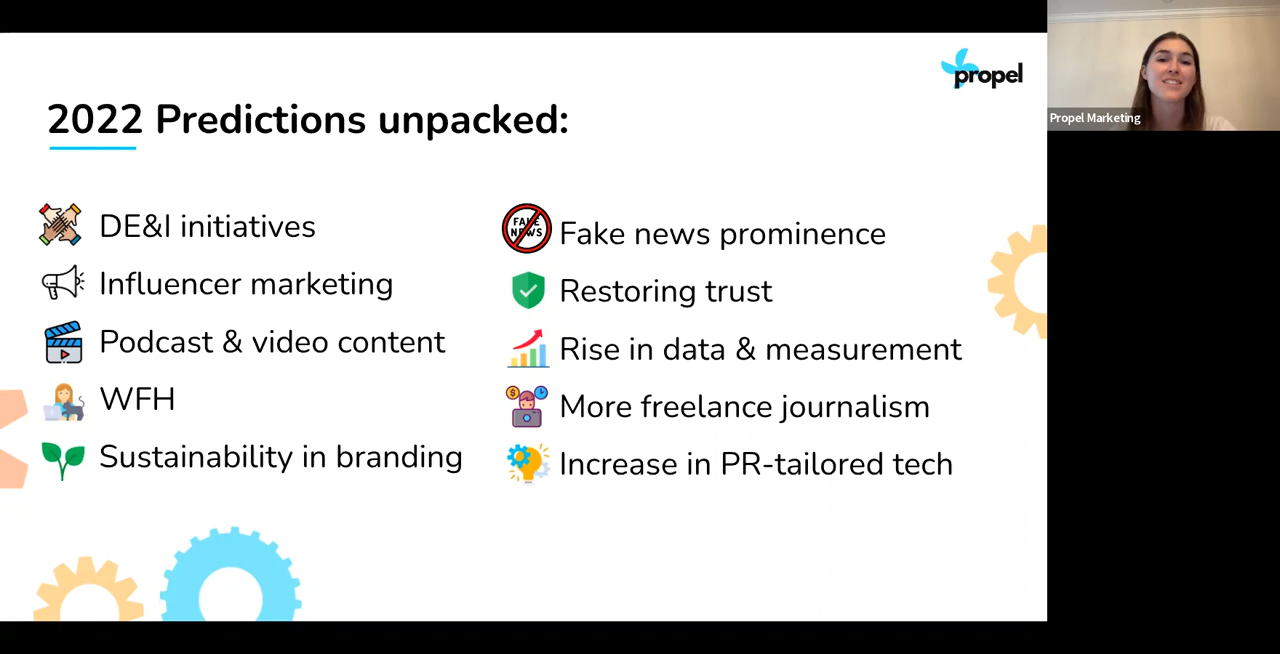 propel
Propel Marketing
2022 Predictions unpacked:
DE&I initiatives
Influencer marketing
Podcast & video content
WFH
Sustainability in branding
FAKE
NEWS
Fake news prominence
Restoring trust
Rise in data & measurement
More freelance journalism
Increase in PR-tailored tech